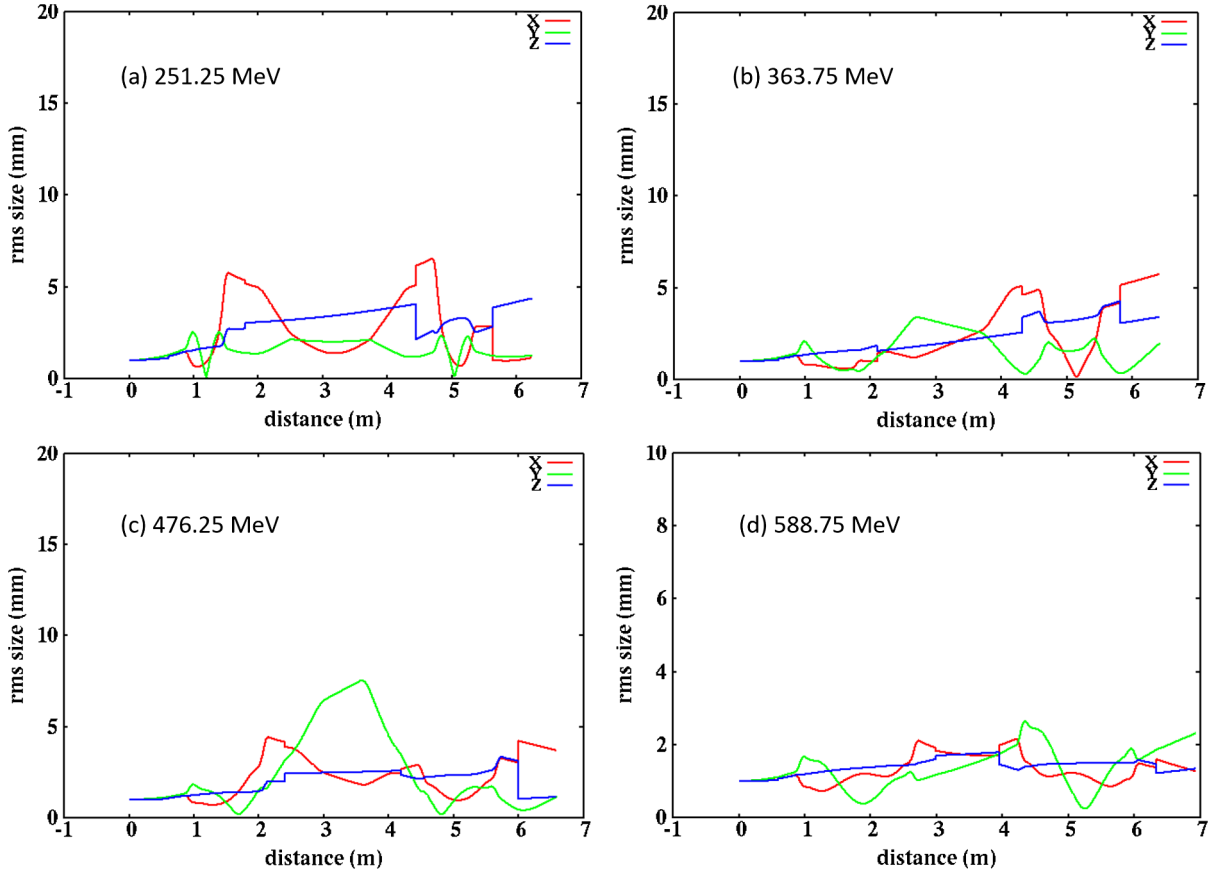 20
15
10
5
0
-1 0 1 2 3 4 5 6 7
rms size (mm)
distance (m)
X
Y
Z
(a) 251.25 MeV
20
15
10
5
0
-1 0 1 2 3 4 5 6 7
rms size (mm)
distance (m)
X
Y
Z
(b) 363.75 MeV
20
15
10
5
0
-1 0 1 2 3 4 5 6 7
rms size (mm)
distance (m)
X
Y
Z
(c) 476.25 MeV
10
8
6
4
2
0
-1 0 1 2 3 4 5 6 7
rms size (mm)
distance (m)
X
Y
Z
(d) 588.75 MeV